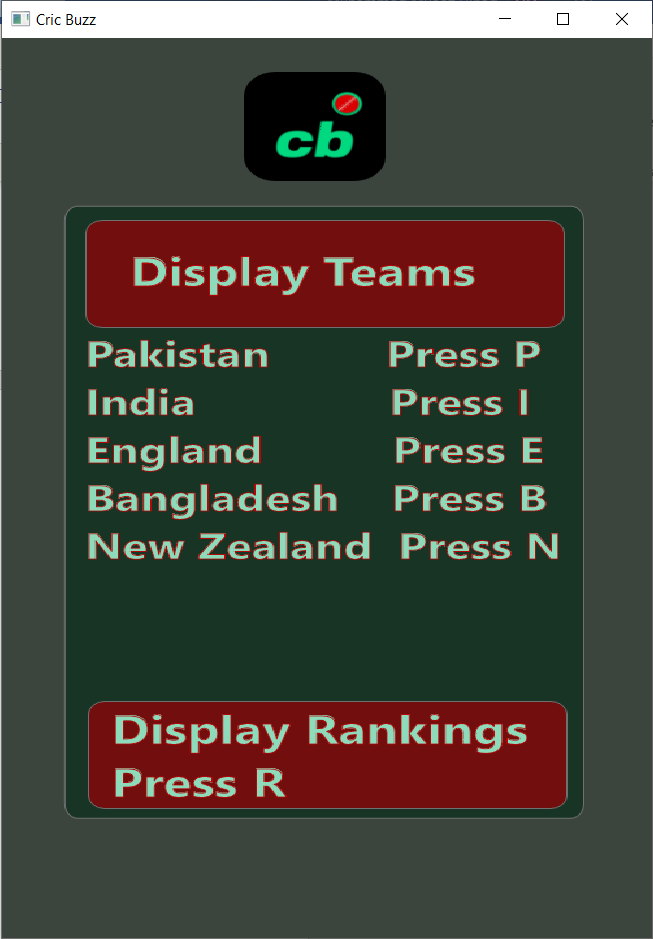 Cric Buzz
cb
Display Teams
Pakistan Press P
India Press I
England Press E
Bangladesh Press B
New Zealand Press N
Display Rankings
Press R